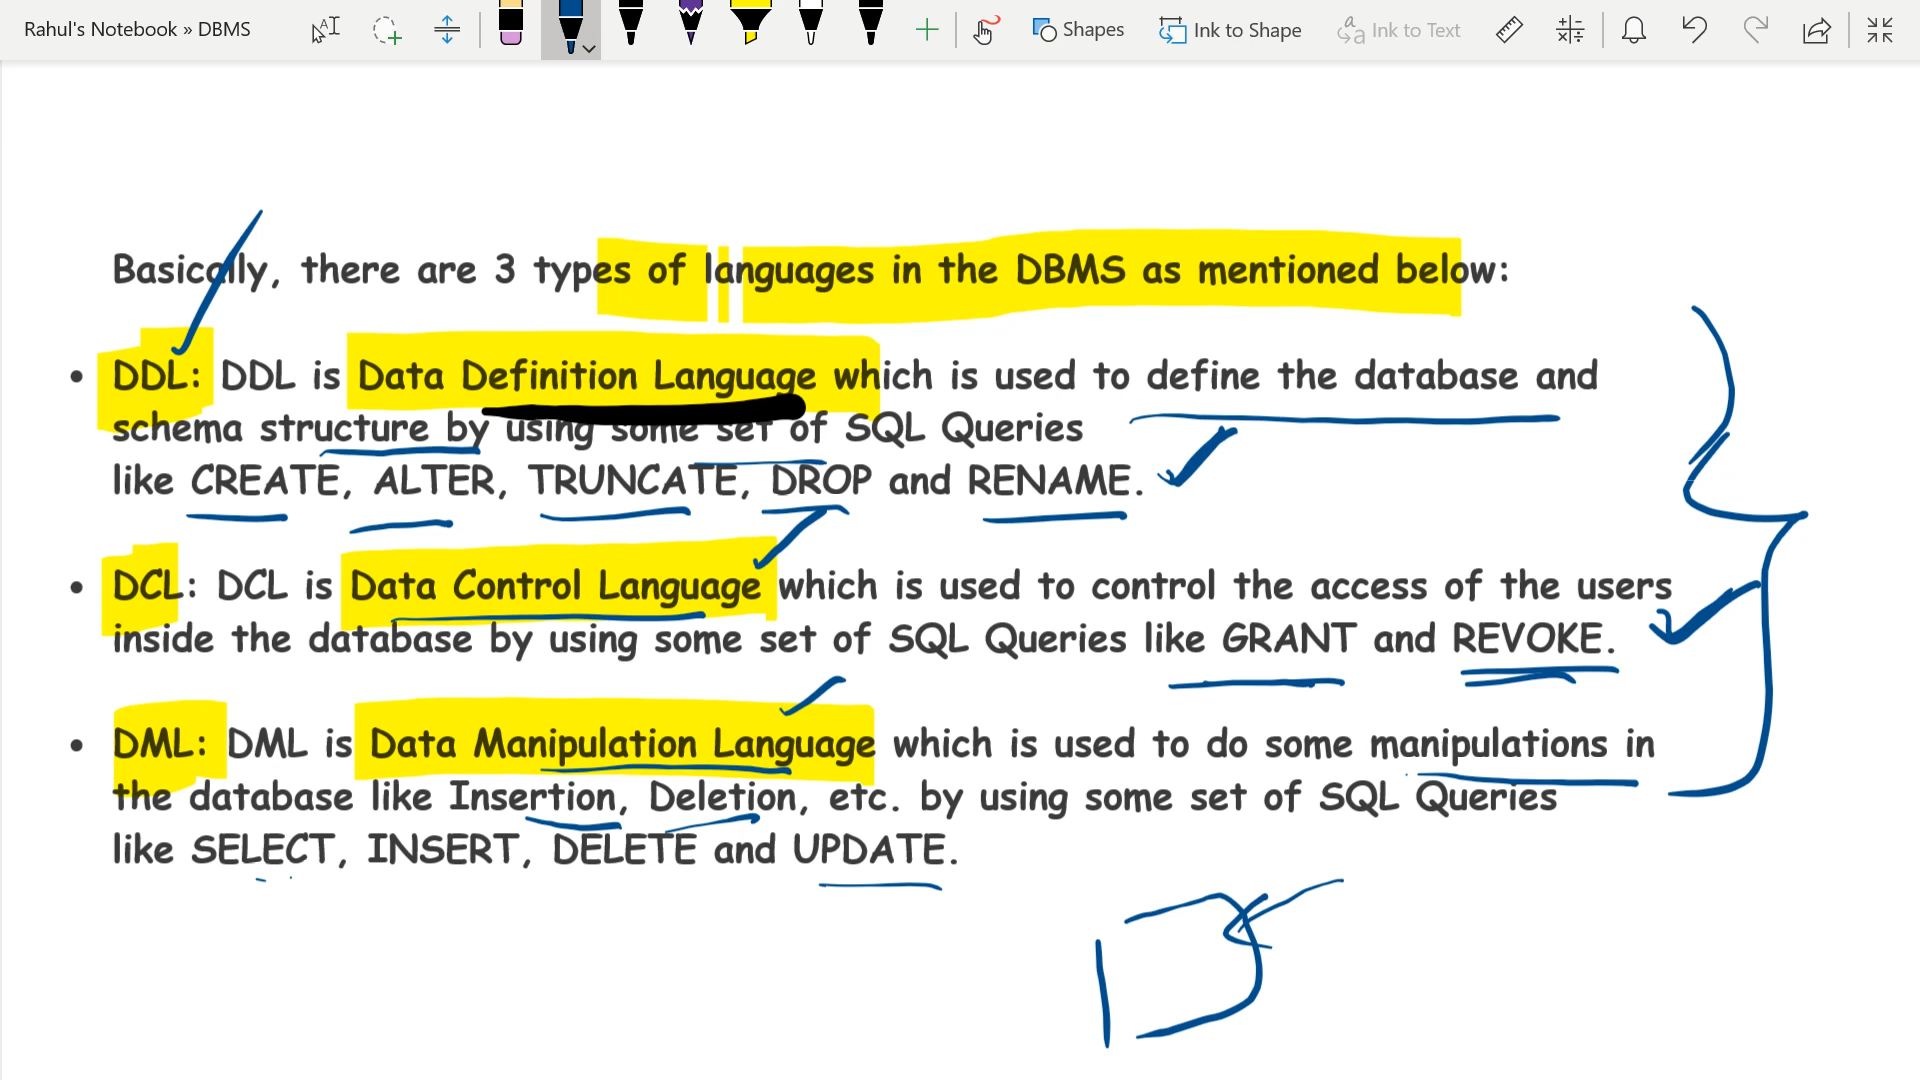 Rahul's Notebook » DBMS
Shapes
Ink to Shape
Ink to Text
Basically, there are 3 types of languages in the DBMS as mentioned below:
• DDL: DDL is Data Definition Language which is used to define the database and
schema structure by using some set of SQL Queries
like CREATE, ALTER, TRUNCATE, DROP and RENAME.
• DCL: DCL is Data Control Language which is used to control the access of the users
inside the database by using some set of SQL Queries like GRANT and REVOKE.
• DML: DML is Data Manipulation Language which is used to do some manipulations in
the database like Insertion, Deletion, etc. by using some set of SQL Queries
like SELECT, INSERT, DELETE and UPDATE.